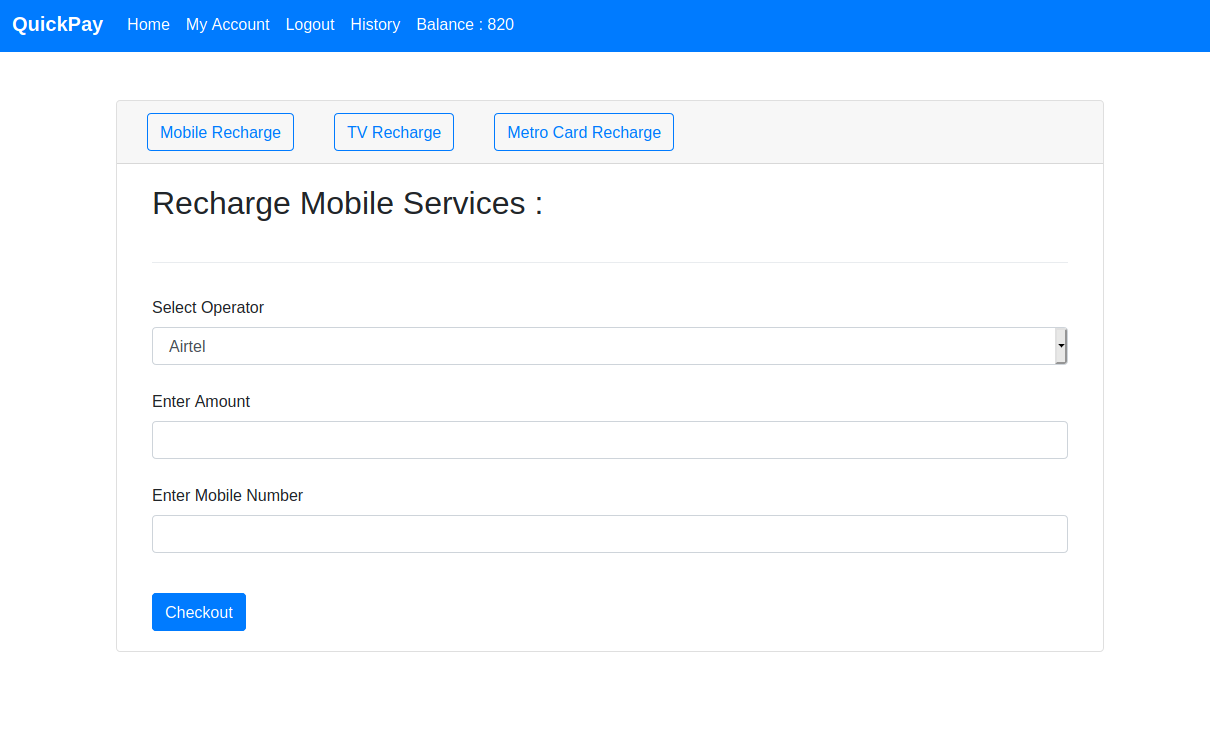 QuickPay Home My Account Logout History Balance : 820
Mobile Recharge TV Recharge Metro Card Recharge
Recharge Mobile Services :
Select Operator
Airtel
Enter Amount
Enter Mobile Number
Checkout